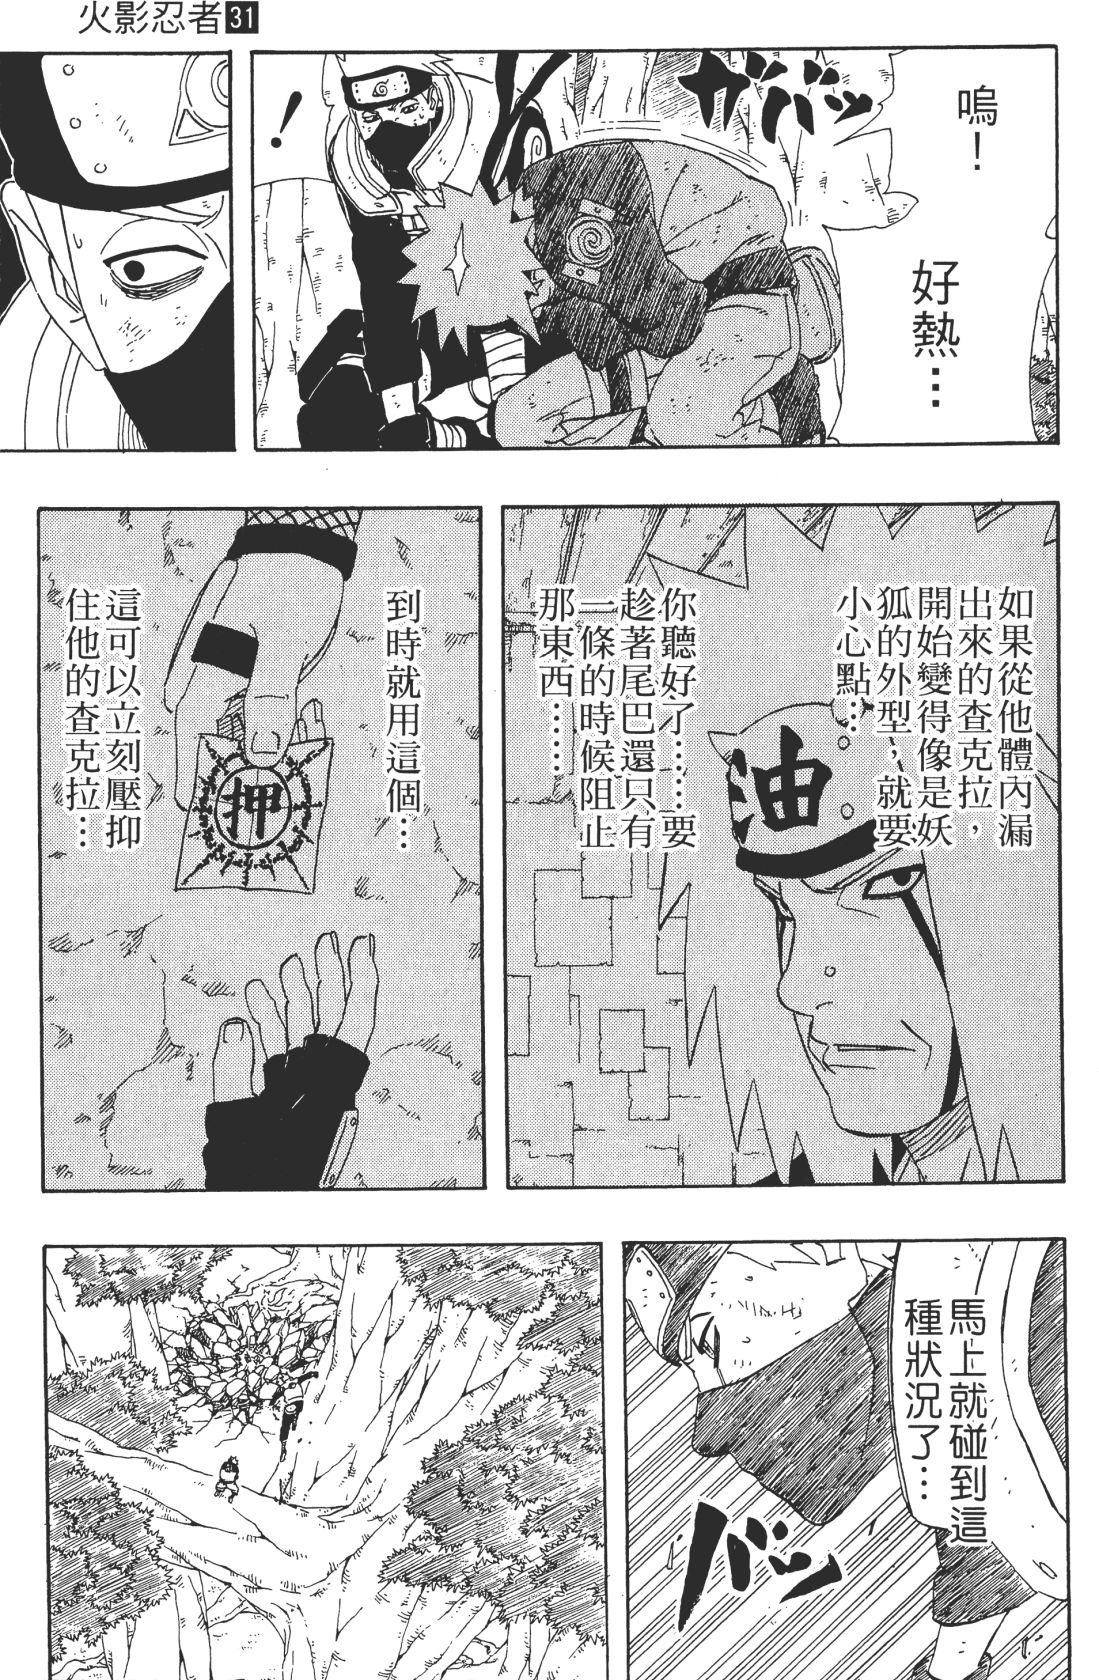 火影忍者31
嗚！
ガバッ
好熱…
！
如果從他體內漏
出來的查克拉，
開始變得像是妖
狐的外型，就要
小心點…
油
你聽好了……要
趁著尾巴還只有
一條的時候阻止
那東西……
到時就用這個…
押
這可以立刻壓抑
住他的查克拉…
馬上就碰到這
種狀況了…
バッ